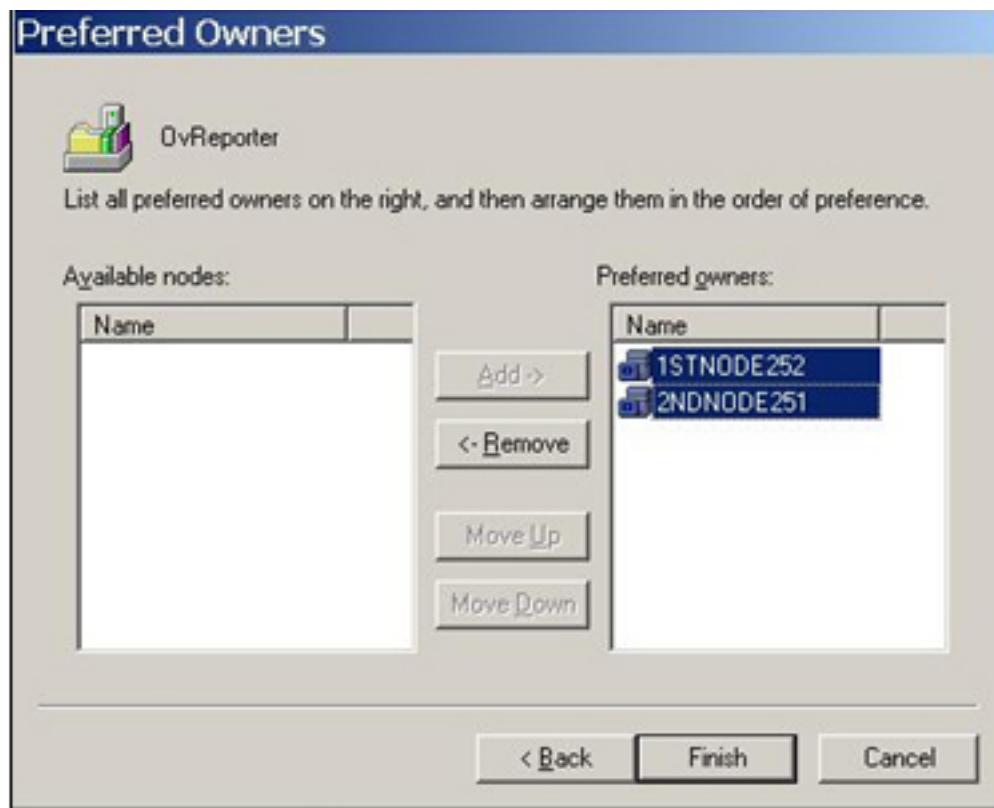 Preferred Owners
OvReporter
List all preferred owners on the right, and then arrange them in the order of preference.
Available nodes:
Preferred owners:
Name
Name
1STNODE252
2NDNODE251
Add ->
<- Remove
Move Up
Move Down
< Back
Finish
Cancel